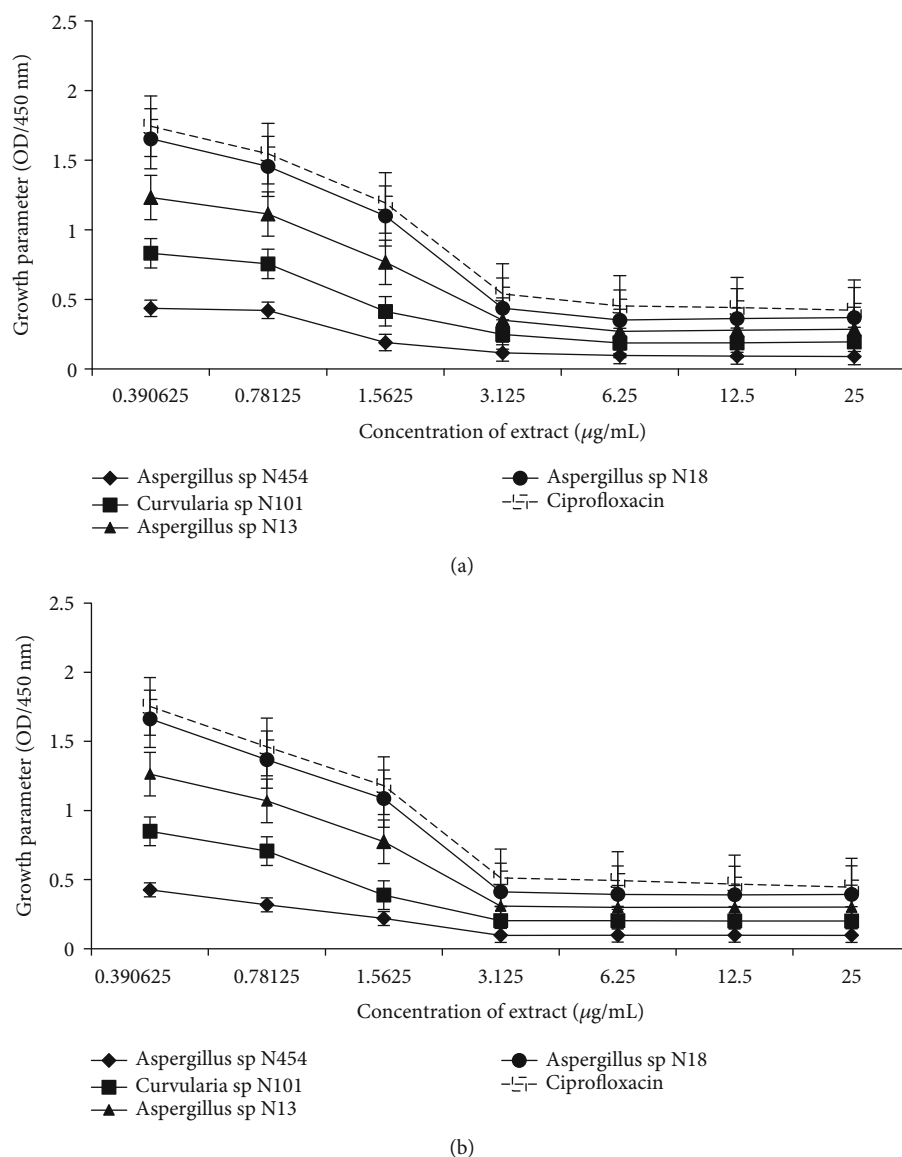 2.5
2
1.5
1
0.5
0
Growth parameter (OD/450 nm)
0.390625 0.78125 1.5625 3.125 6.25 12.5 25
Concentration of extract (μg/mL)
Aspergillus sp N454
Curvularia sp N101
Aspergillus sp N13
Aspergillus sp N18
Ciprofloxacin
(a)
2.5
2
1.5
1
0.5
0
Growth parameter (OD/450 nm)
0.390625 0.78125 1.5625 3.125 6.25 12.5 25
Concentration of extract (μg/mL)
Aspergillus sp N454
Curvularia sp N101
Aspergillus sp N13
Aspergillus sp N18
Ciprofloxacin
(b)